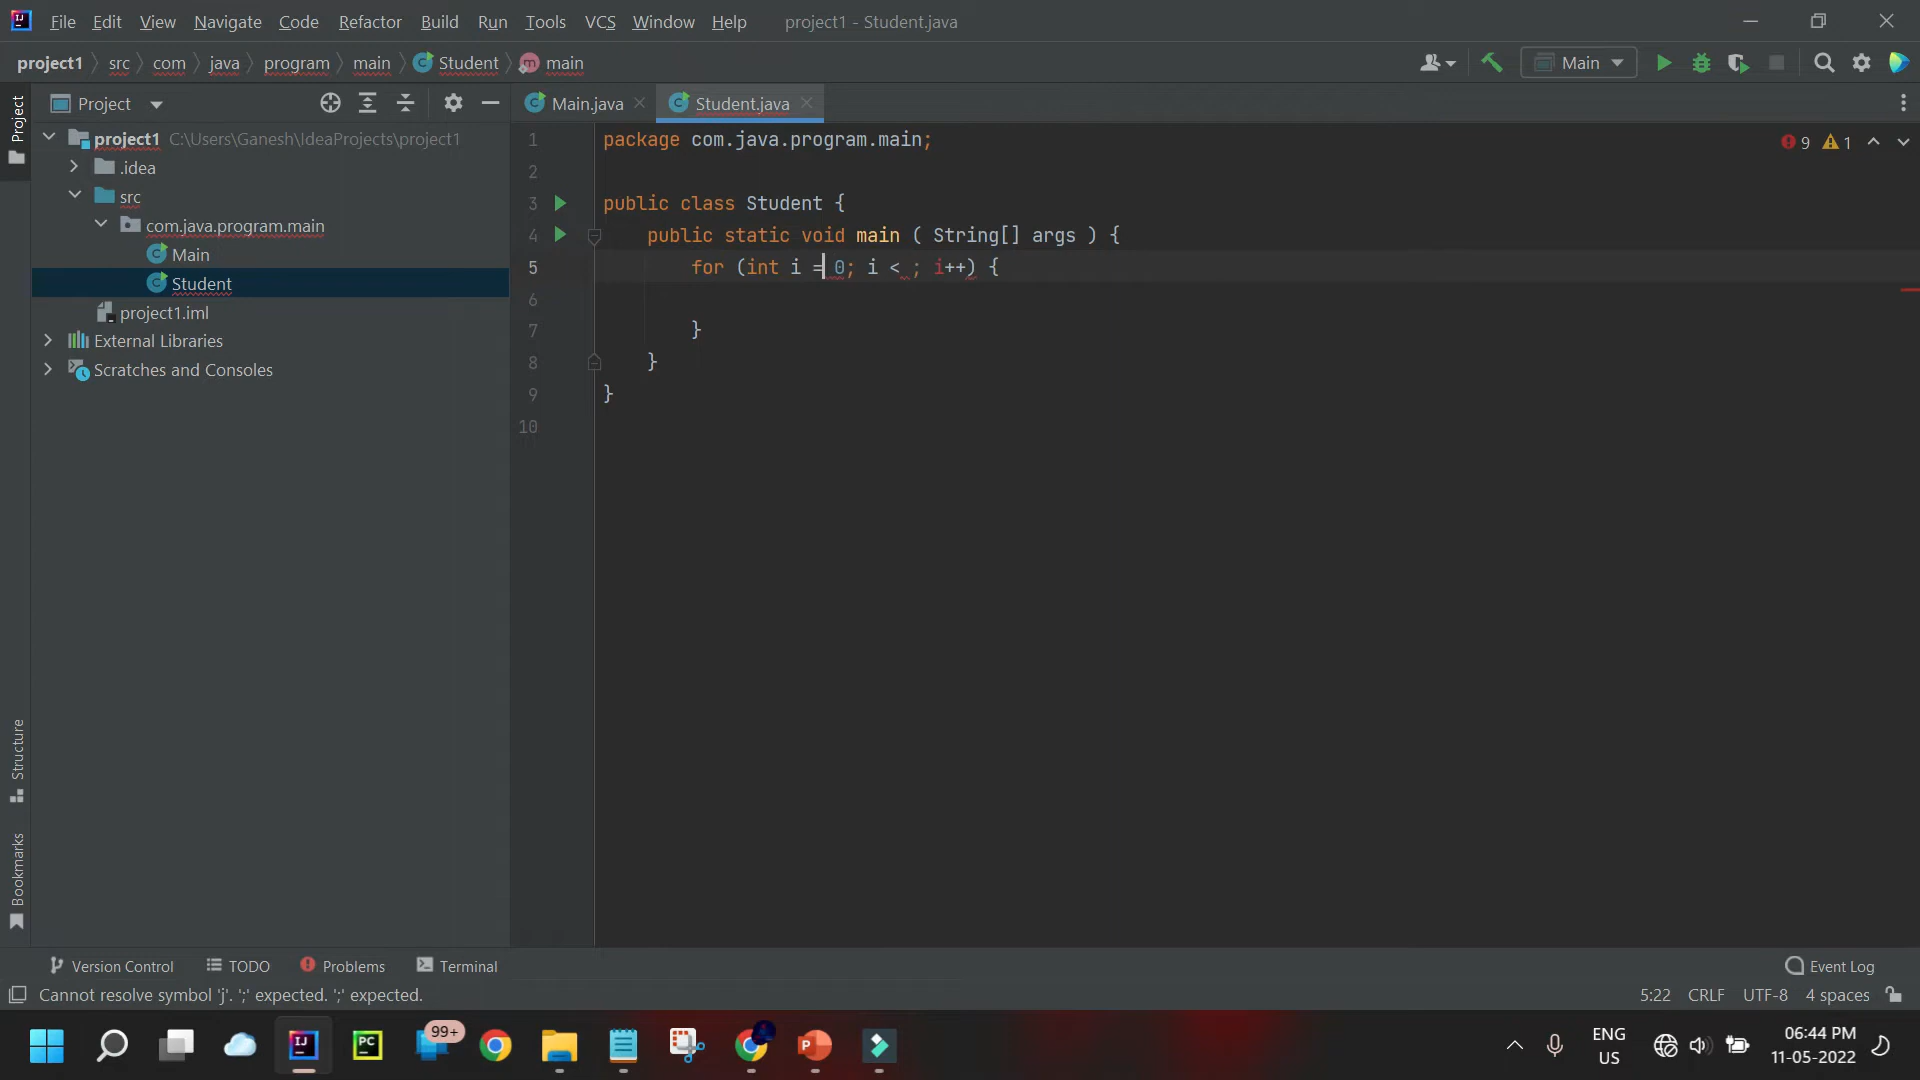 File Edit View Navigate Code Refactor Build Run Tools VCS Window Help project1 - Student.java
project1 src com java program main Student main Main
Project Main.java Student.java
Project
project1 C:\Users\Ganesh\IdeaProjects\project1
.idea
src
com.java.program.main
Main
Student
project1.iml
External Libraries
Scratches and Consoles
1 package com.java.program.main;
9 1
2
3 public class Student {
4 public static void main ( String[] args ) {
5 for (int i = 0; i < ; i++) {
6
7 }
8 }
9 }
10
Structure
Bookmarks
Version Control TODO Problems Terminal Event Log
Cannot resolve symbol 'j'. ';' expected. ';' expected. 5:22 CRLF UTF-8 4 spaces
IJ PC 99+ P
ENG
US
06:44 PM
11-05-2022